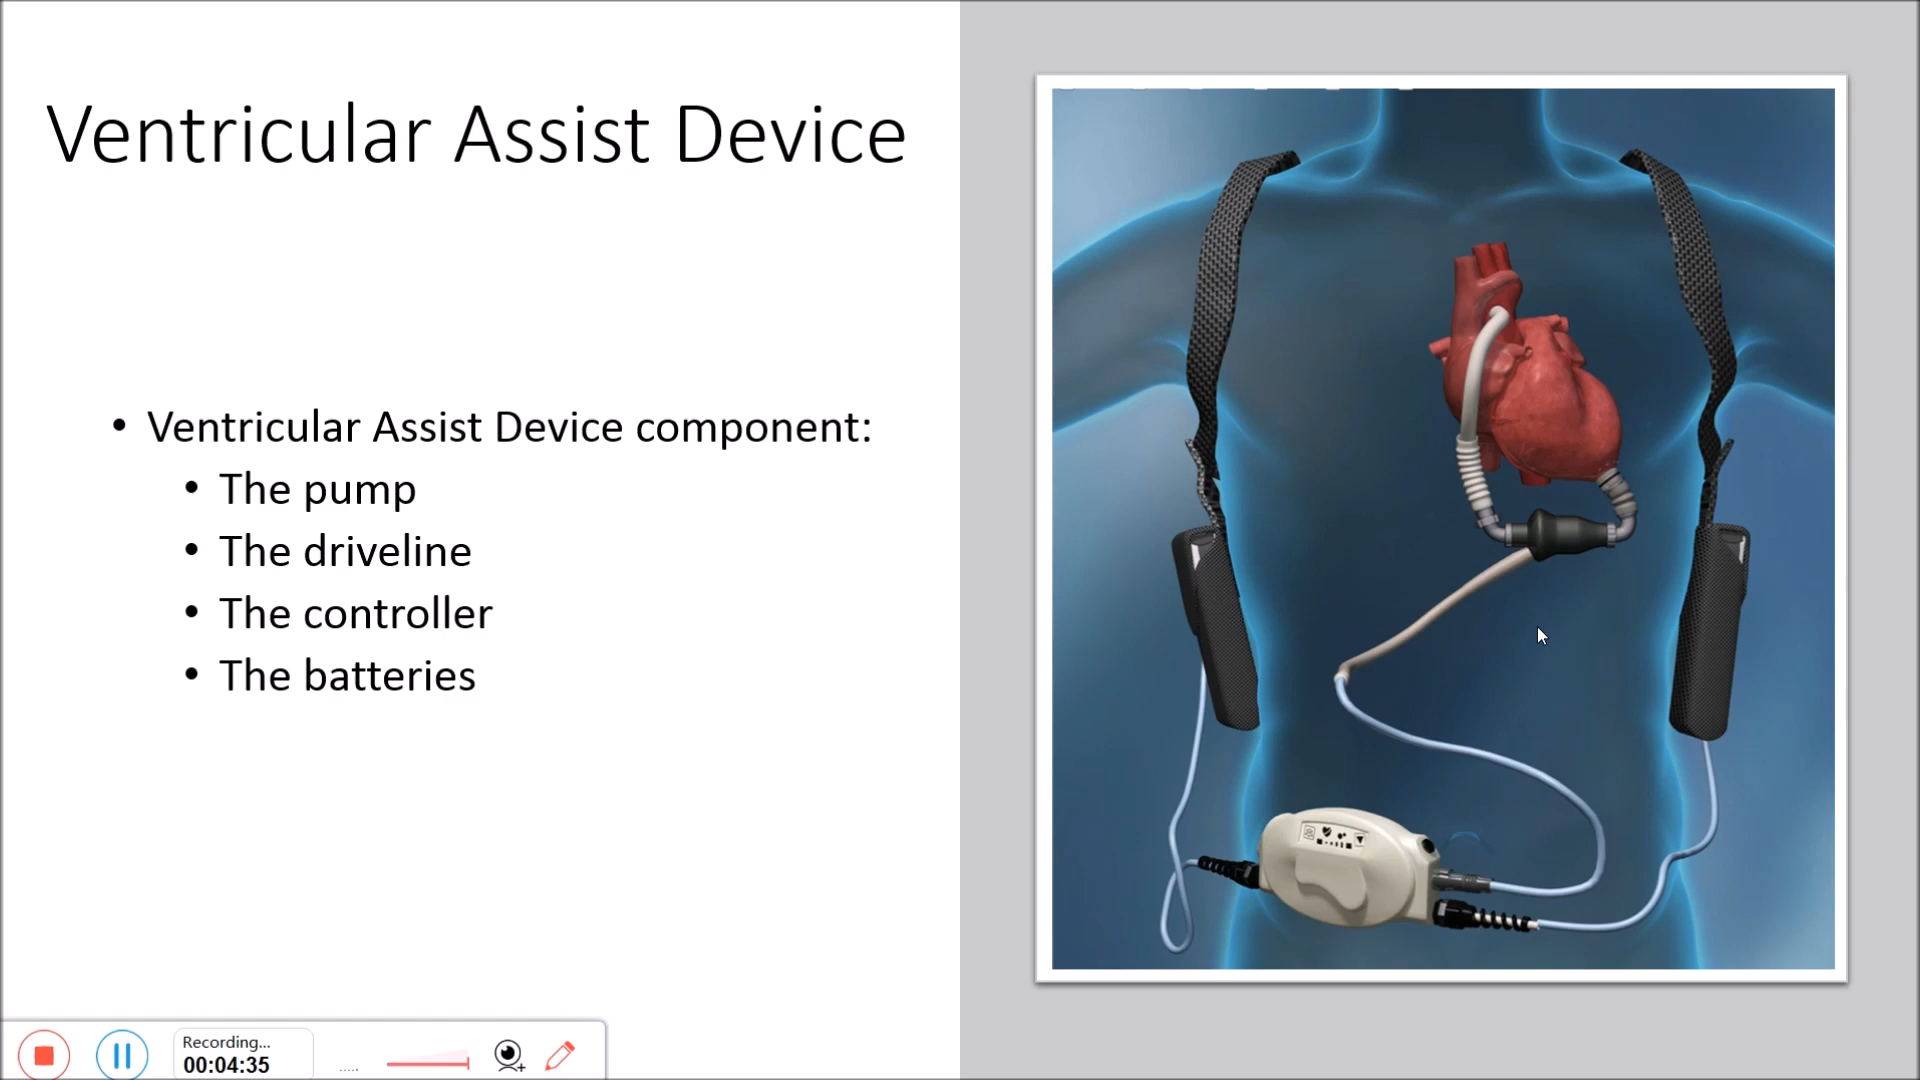 Ventricular Assist Device
• Ventricular Assist Device component:
• The pump
• The driveline
• The controller
• The batteries
Recording...
00:04:35